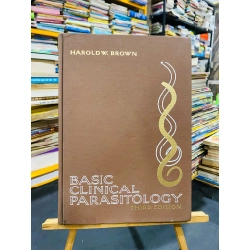 HAROLD W. BROWN
BASIC
CLINICAL
PARASITOLOGY
THIRD EDITION